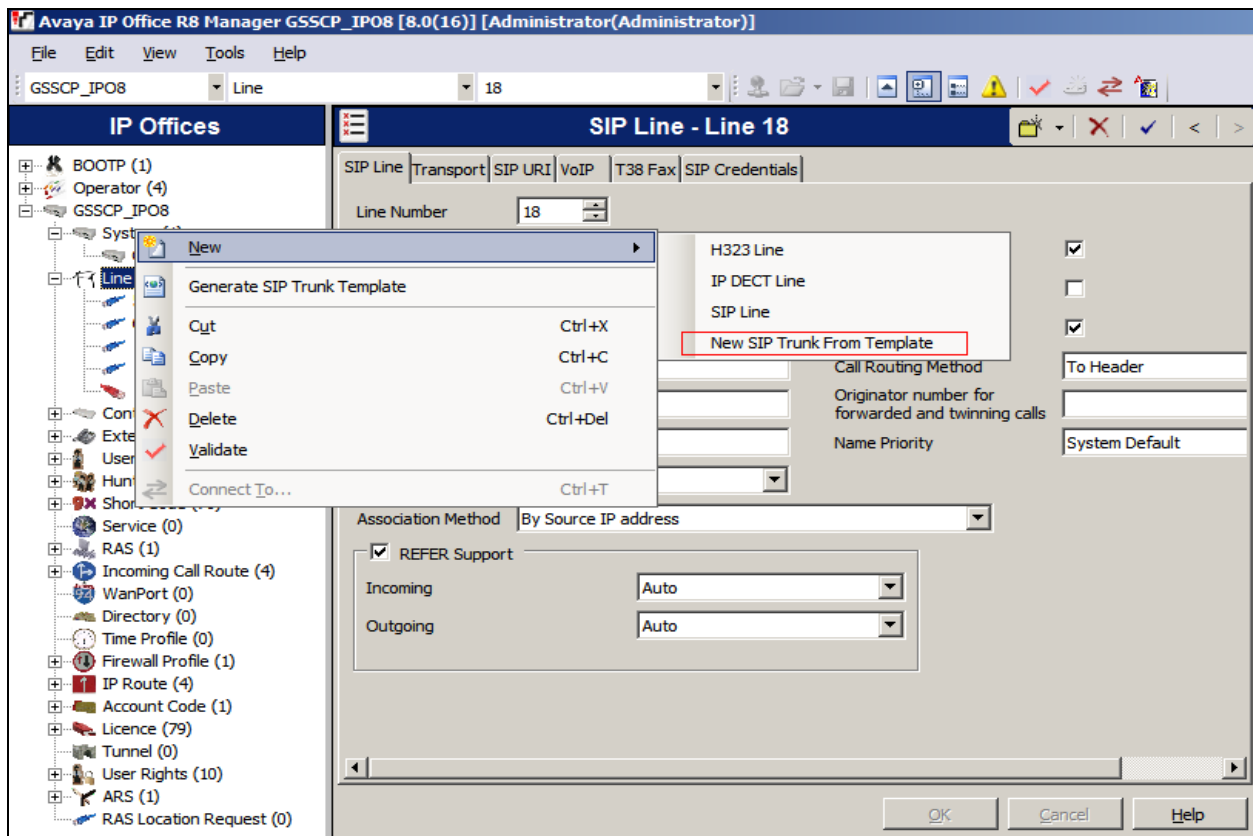 Avaya IP Office R8 Manager GSSCP_IPO8 [8.0(16)] [Administrator(Administrator)]
File Edit View Tools Help
GSSCP_IPO8 Line 18
IP Offices
BOOTP (1)
Operator (4)
GSSCP_IPO8
Line
User
Service (0)
RAS (1)
Incoming Call Route (4)
WanPort (0)
Directory (0)
Time Profile (0)
Firewall Profile (1)
IP Route (4)
Account Code (1)
Licence (79)
Tunnel (0)
User Rights (10)
ARS (1)
RAS Location Request (0)
New
Generate SIP Trunk Template
Cut Ctrl+X
Copy Ctrl+C
Paste Ctrl+V
Delete Ctrl+Del
Validate
Connect To... Ctrl+T
H323 Line
IP DECT Line
SIP Line
New SIP Trunk From Template
SIP Line - Line 18
SIP Line Transport SIP URI VoIP T38 Fax SIP Credentials
Line Number 18
Call Routing Method To Header
Originator number for
forwarded and twinning calls
Name Priority System Default
Association Method By Source IP address
REFER Support
Incoming Auto
Outgoing Auto
OK Cancel Help